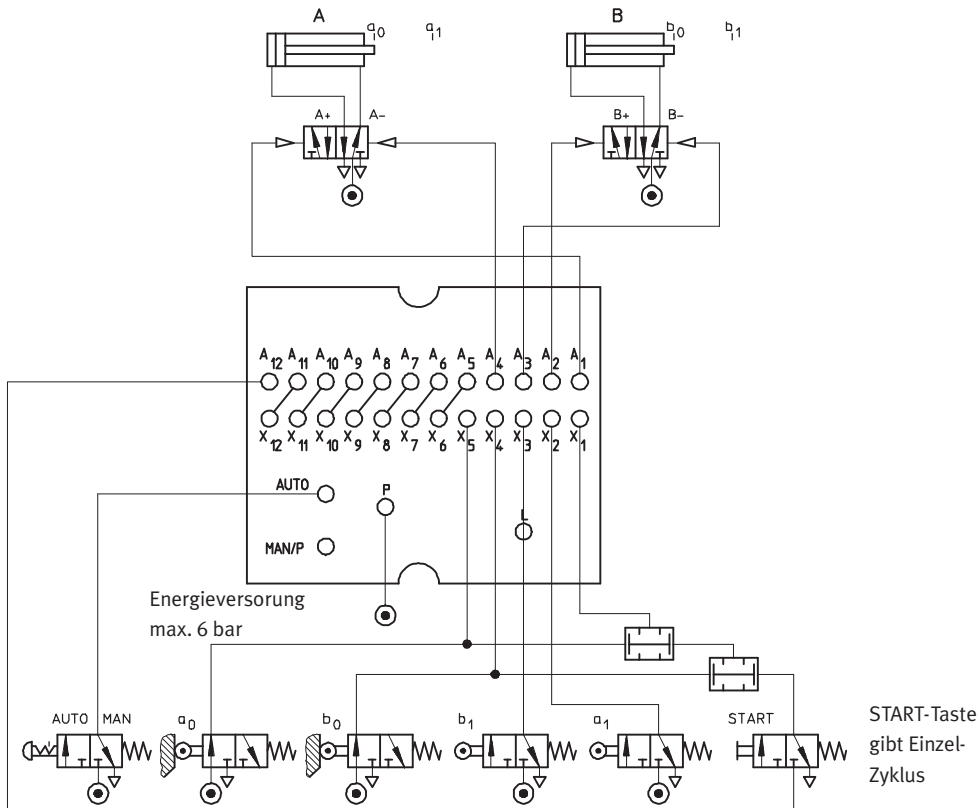 A a0 a1 B b0 b1
A+ A- B+ B-
A12 A11 A10 A9 A8 A7 A6 A5 A4 A3 A2 A1
X12 X11 X10 X9 X8 X7 X6 X5 X4 X3 X2 X1
AUTO P L
MAN/P
Energieversorung
max. 6 bar
AUTO MAN a0 b0 b1 a1 START
START-Taste
gibt Einzel-
Zyklus